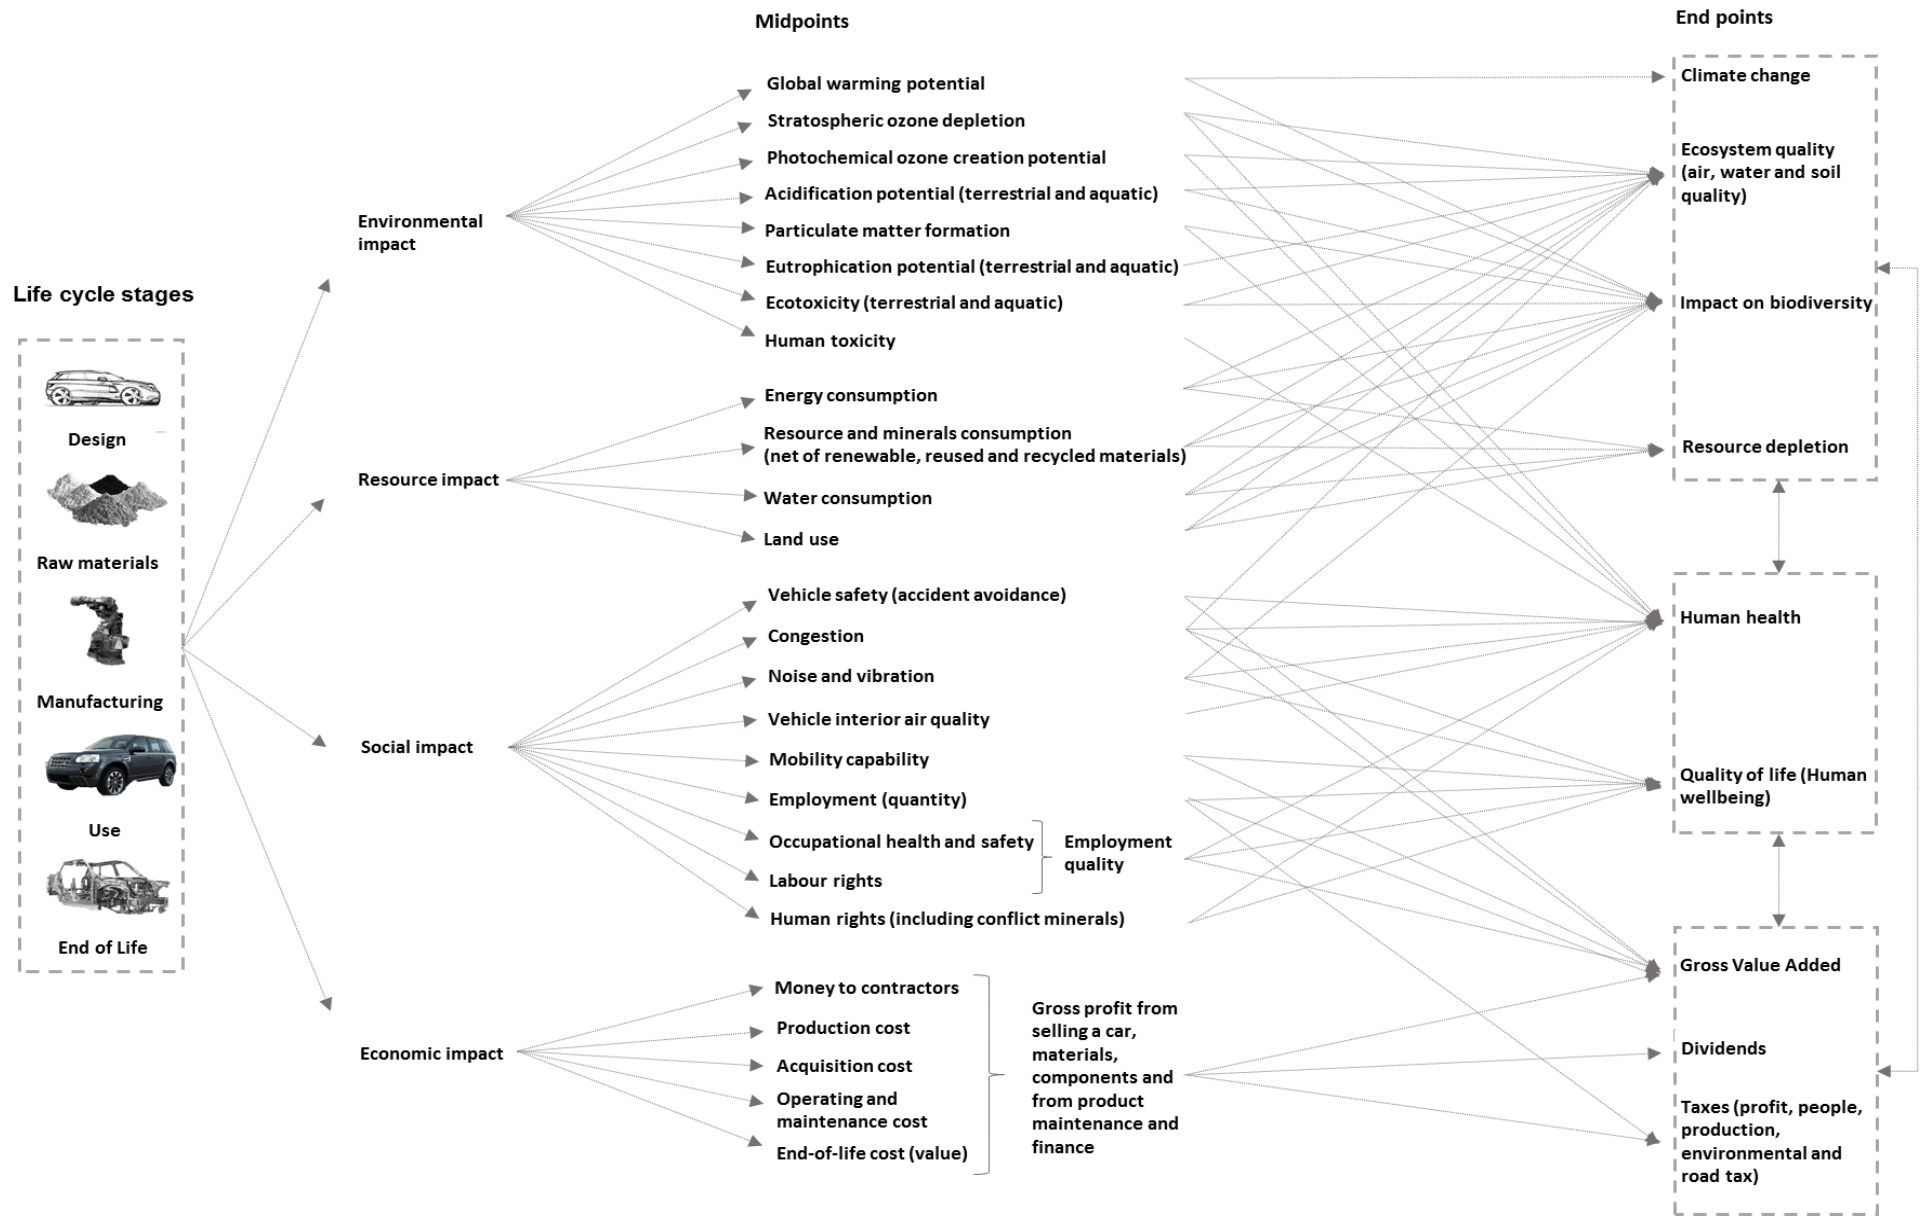 Midpoints
End points
Life cycle stages
Design
Raw materials
Manufacturing
Use
End of Life
Environmental
impact
Resource impact
Social impact
Economic impact
Global warming potential
Stratospheric ozone depletion
Photochemical ozone creation potential
Acidification potential (terrestrial and aquatic)
Particulate matter formation
Eutrophication potential (terrestrial and aquatic)
Ecotoxicity (terrestrial and aquatic)
Human toxicity
Energy consumption
Resource and minerals consumption
(net of renewable, reused and recycled materials)
Water consumption
Land use
Vehicle safety (accident avoidance)
Congestion
Noise and vibration
Vehicle interior air quality
Mobility capability
Employment (quantity)
Occupational health and safety
Labour rights
Employment
quality
Human rights (including conflict minerals)
Money to contractors
Production cost
Acquisition cost
Operating and
maintenance cost
End-of-life cost (value)
Gross profit from
selling a car,
materials,
components and
from product
maintenance and
finance
Climate change
Ecosystem quality
(air, water and soil
quality)
Impact on biodiversity
Resource depletion
Human health
Quality of life (Human
wellbeing)
Gross Value Added
Dividends
Taxes (profit, people,
production,
environmental and
road tax)